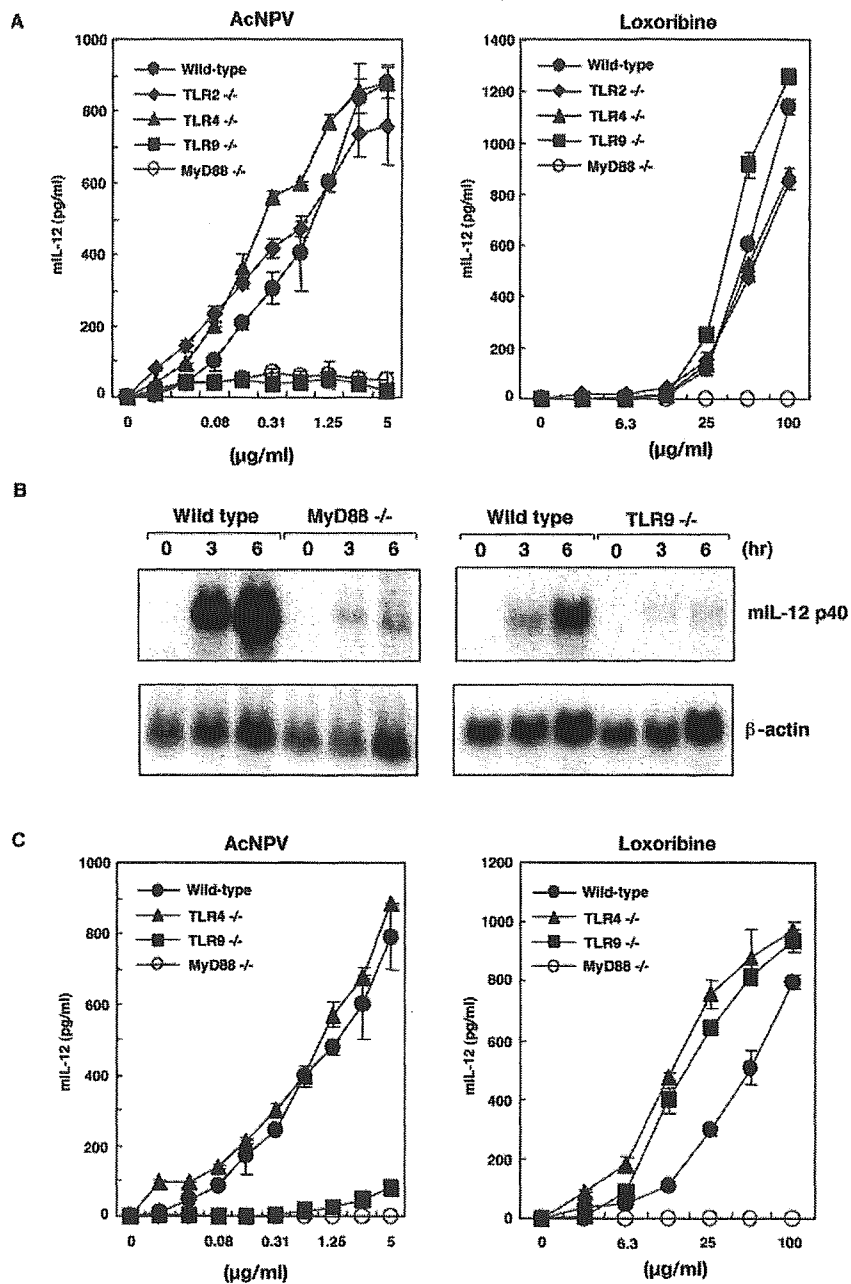 A
AcNPV
mIL-12 (pg/ml)
1000
800
600
400
200
0
Wild-type
TLR2 -/-
TLR4 -/-
TLR9 -/-
MyD88 -/-
0 0.08 0.31 1.25 5
(µg/ml)
Loxoribine
mIL-12 (pg/ml)
1400
1200
1000
800
600
400
200
0
Wild-type
TLR2 -/-
TLR4 -/-
TLR9 -/-
MyD88 -/-
0 6.3 25 100
(µg/ml)
B
Wild type MyD88 -/-
0 3 6 0 3 6
Wild type TLR9 -/-
0 3 6 0 3 6 (hr)
mIL-12 p40
β-actin
C
AcNPV
mIL-12 (pg/ml)
1000
800
600
400
200
0
Wild-type
TLR4 -/-
TLR9 -/-
MyD88 -/-
0 0.08 0.31 1.25 5
(µg/ml)
Loxoribine
mIL-12 (pg/ml)
1200
1000
800
600
400
200
0
Wild-type
TLR4 -/-
TLR9 -/-
MyD88 -/-
0 6.3 25 100
(µg/ml)